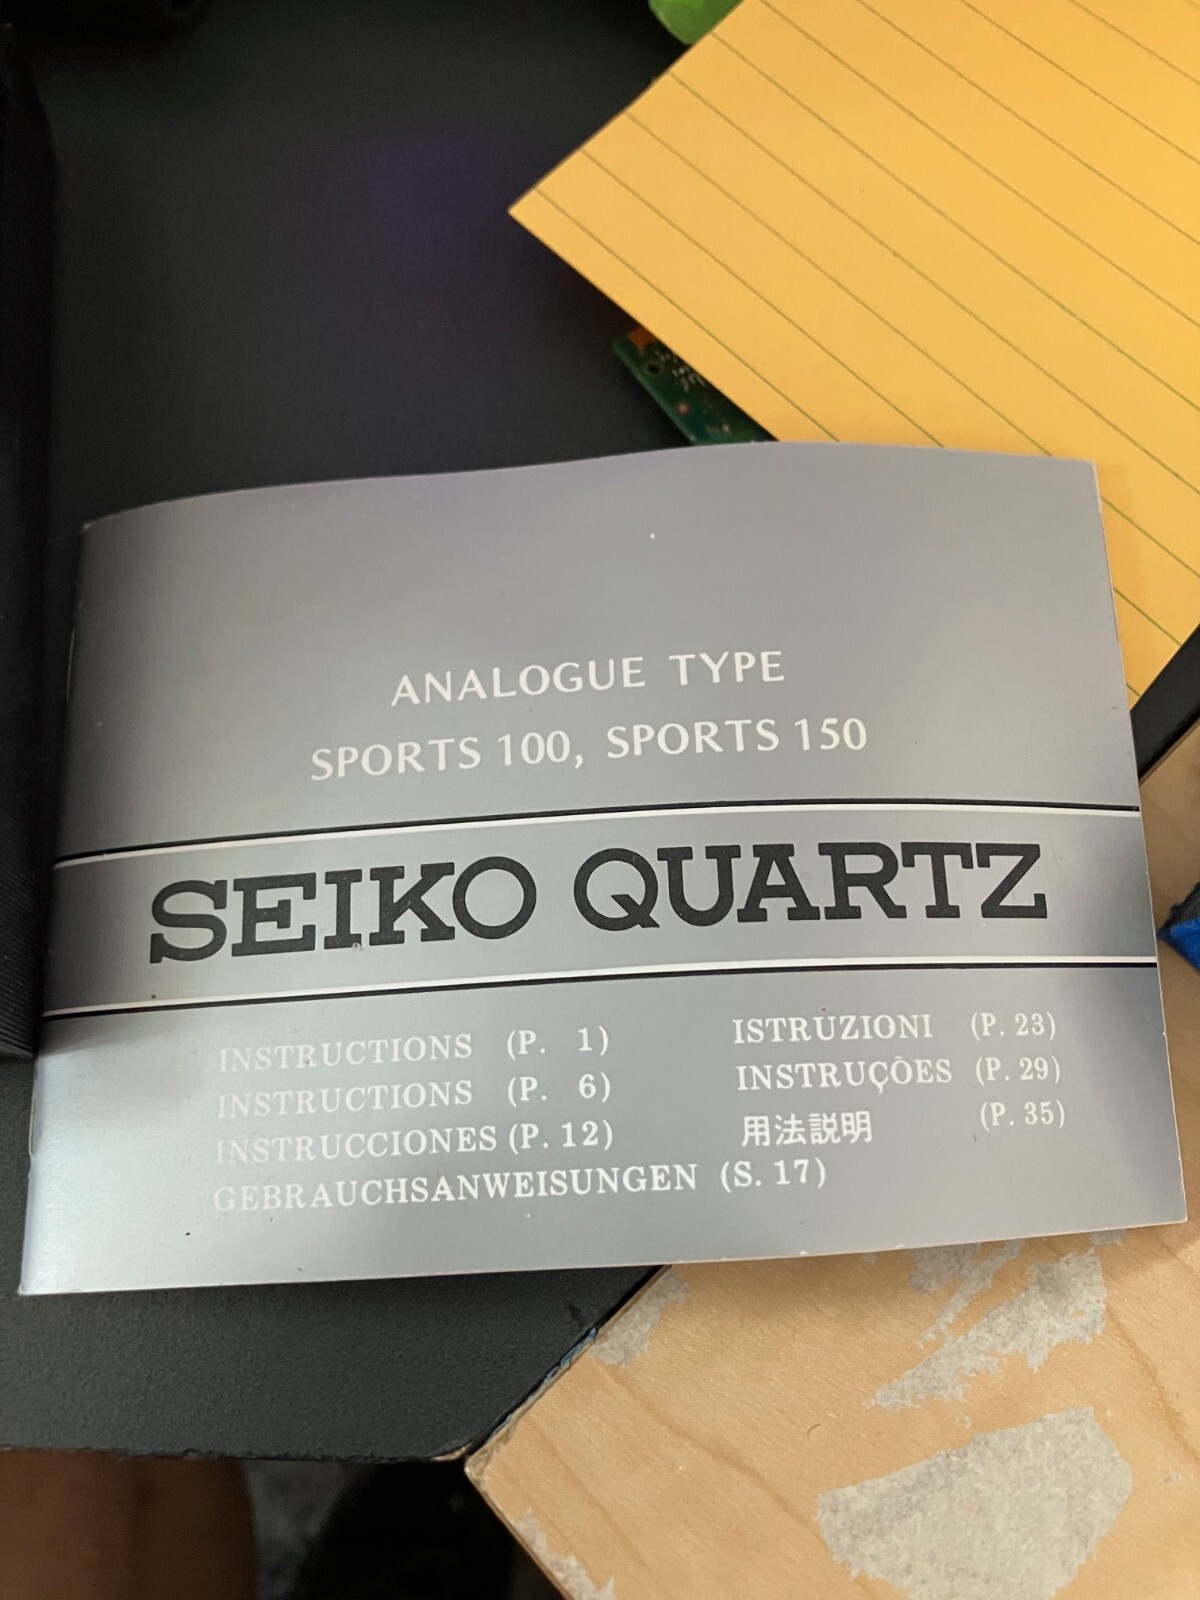 ANALOGUE TYPE
SPORTS 100, SPORTS 150
SEIKO QUARTZ
INSTRUCTIONS (P. 1)
INSTRUCTIONS (P. 6)
INSTRUCCIONES (P. 12)
GEBRAUCHSANWEISUNGEN (S. 17)
ISTRUZIONI (P. 23)
INSTRUÇÕES (P. 29)
用法説明 (P. 35)